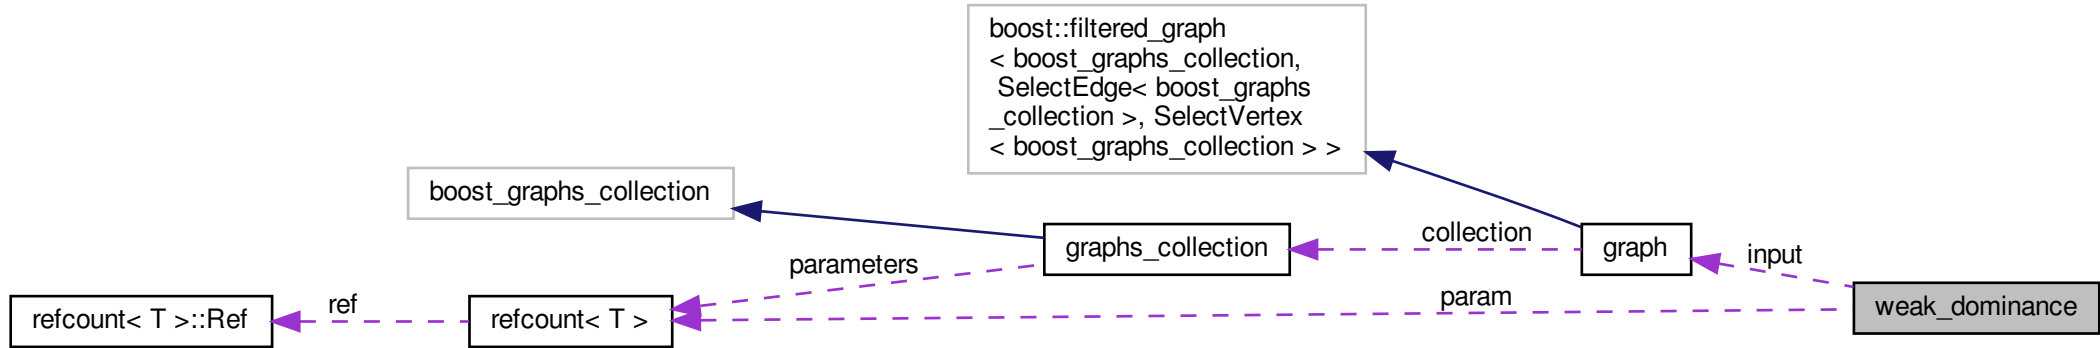 boost::filtered_graph
< boost_graphs_collection,
SelectEdge< boost_graphs
_collection >, SelectVertex
< boost_graphs_collection > >
boost_graphs_collection
collection
graphs_collection
graph
input
parameters
param
ref
refcount< T >::Ref
refcount< T >
weak_dominance